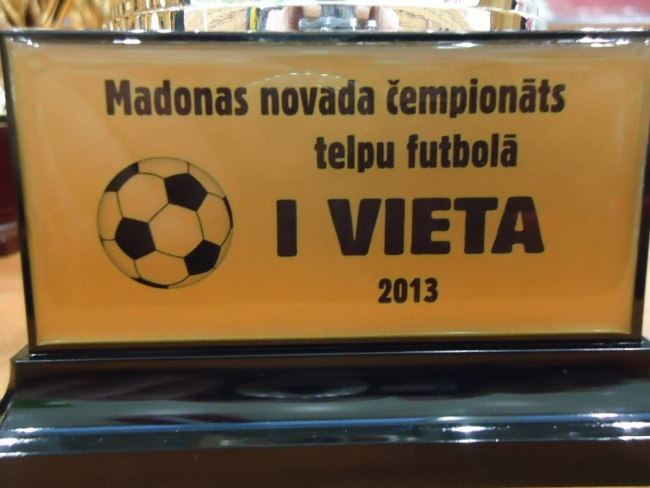 Madonas novada čempionāts
telpu futbolā
I VIETA
2013